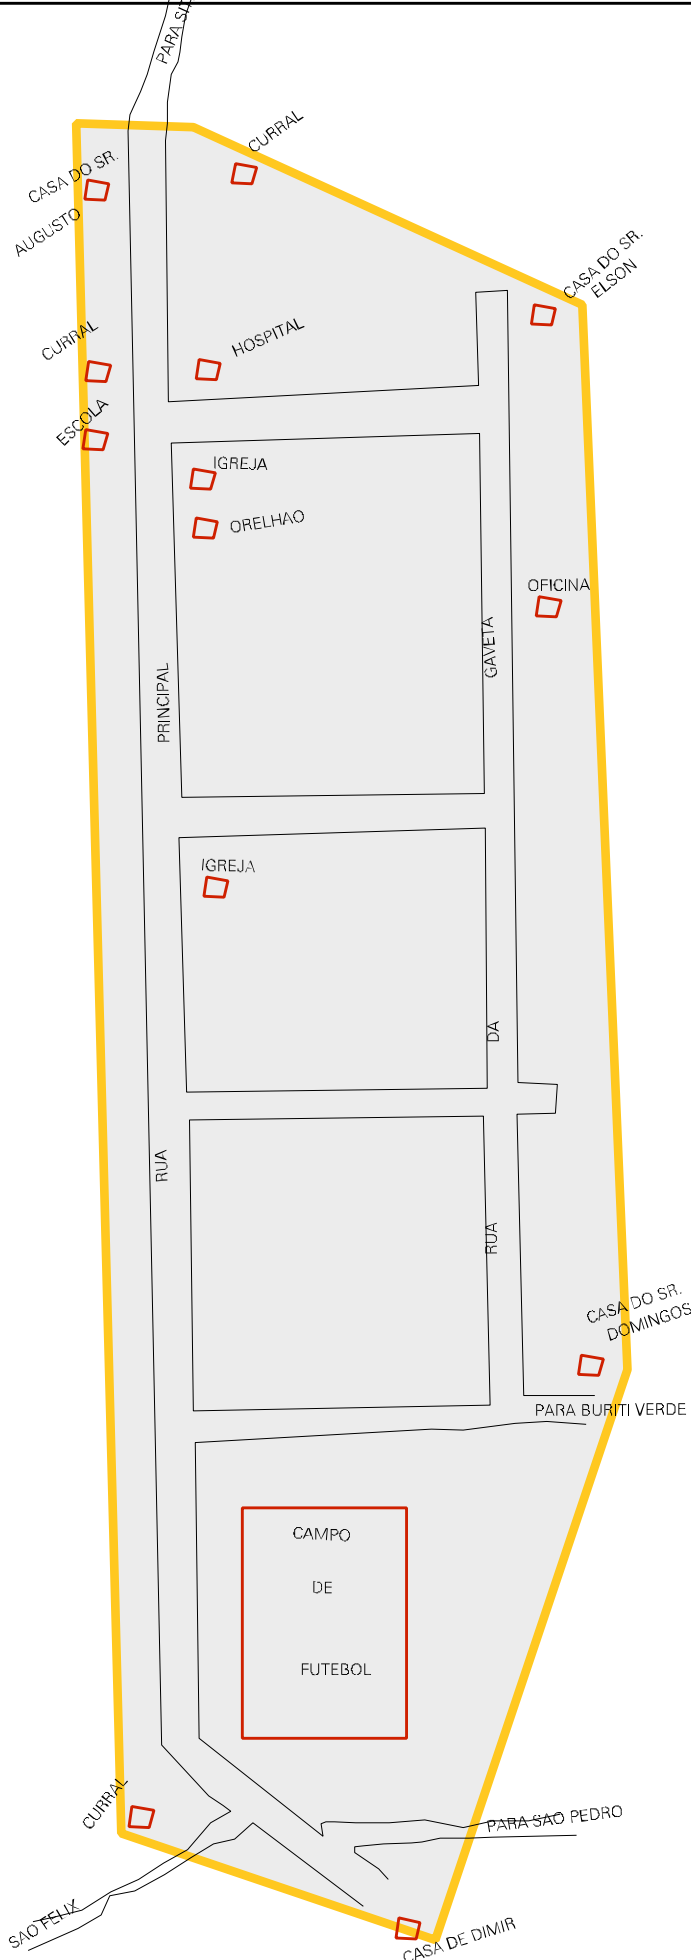 PARA
CURRAL
CASA DO SR.
AUGUSTO
CASA DO SR.
ELSON
CURRAL
HOSPITAL
ESCOLA
IGREJA
ORELHAO
OFICINA
GAVETA
PRINCIPAL
IGREJA
DA
RUA
RUA
CASA DO SR.
DOMINGOS
PARA BURITI VERDE
CAMPO
DE
FUTEBOL
CURRAL
PARA SAO PEDRO
SAO FELIX
CASA DE DIMIR